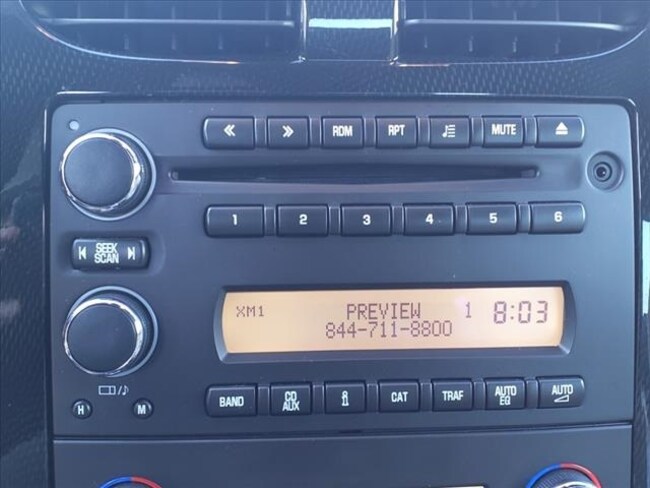 RDM RPT MUTE
1 2 3 4 5 6
SEEK
SCAN
XM1 PREVIEW 1 8:03
844-711-8800
BAND CD AUX i CAT TRAF AUTO EQ AUTO
H M